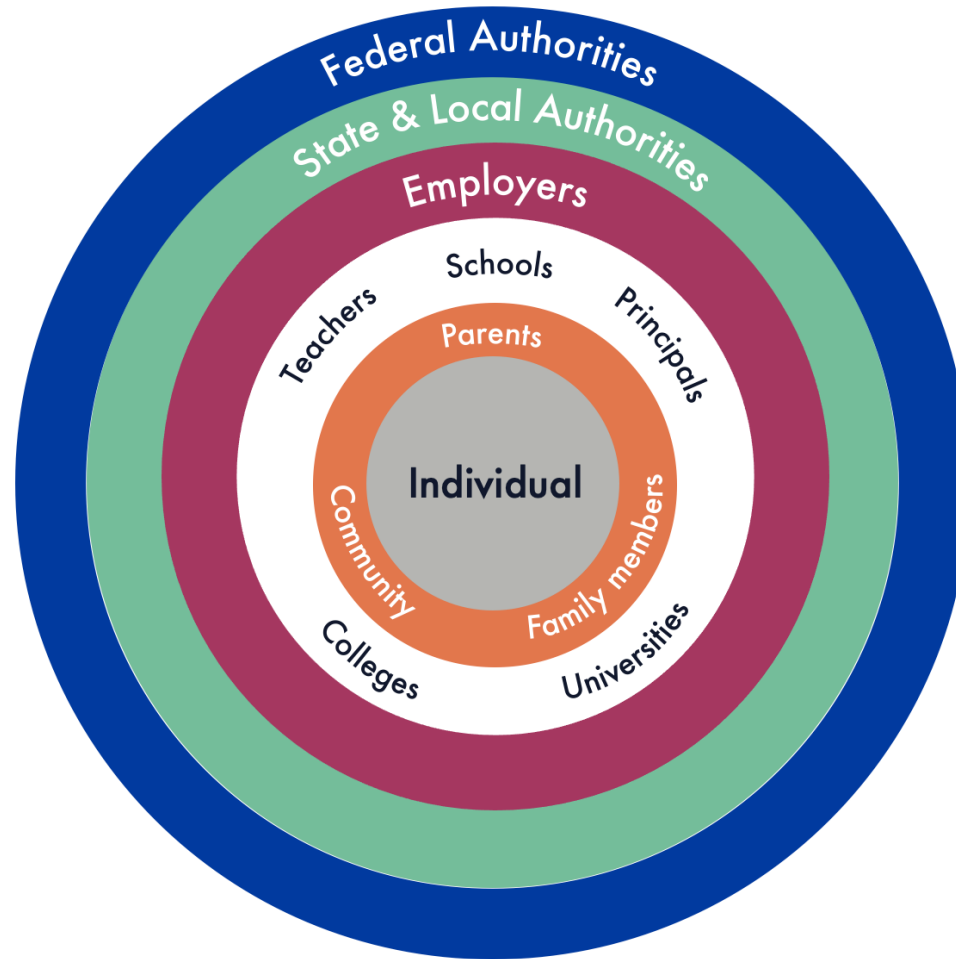 Federal Authorities
State & Local Authorities
Employers
Schools
Teachers
Principals
Parents
Individual
Community
Family members
Colleges
Universities